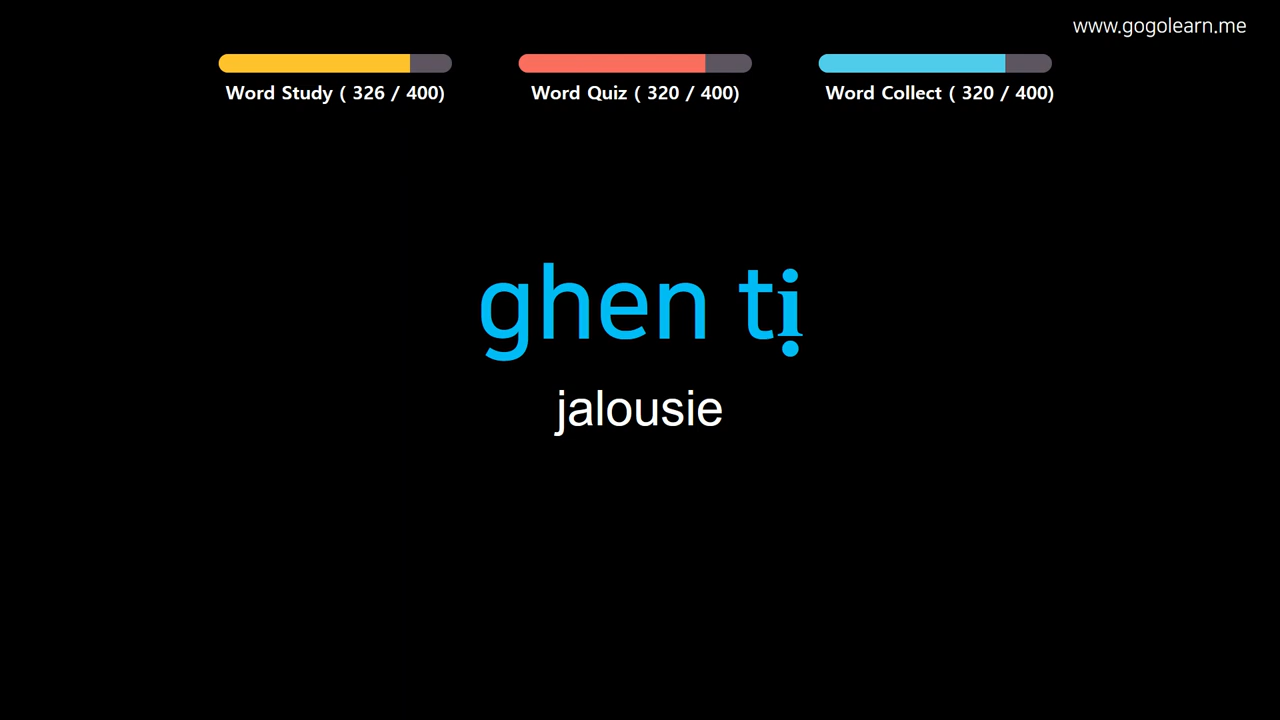 www.gogolearn.me
Word Study ( 326 / 400)
Word Quiz ( 320 / 400)
Word Collect ( 320 / 400)
ghen tị
jalousie